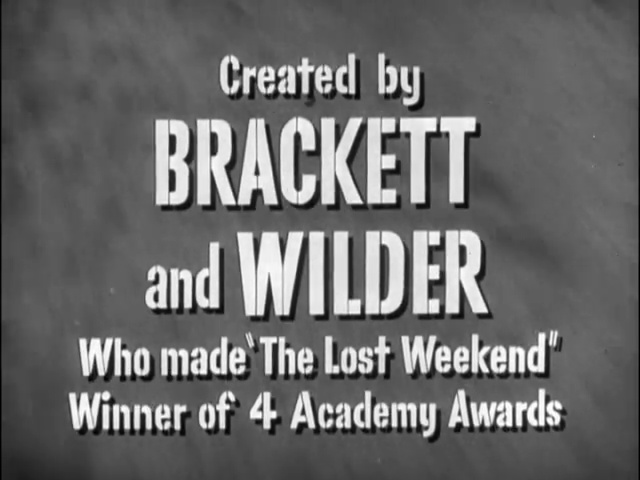 Created by
BRACKETT
and WILDER
Who made "The Lost Weekend"
Winner of 4 Academy Awards